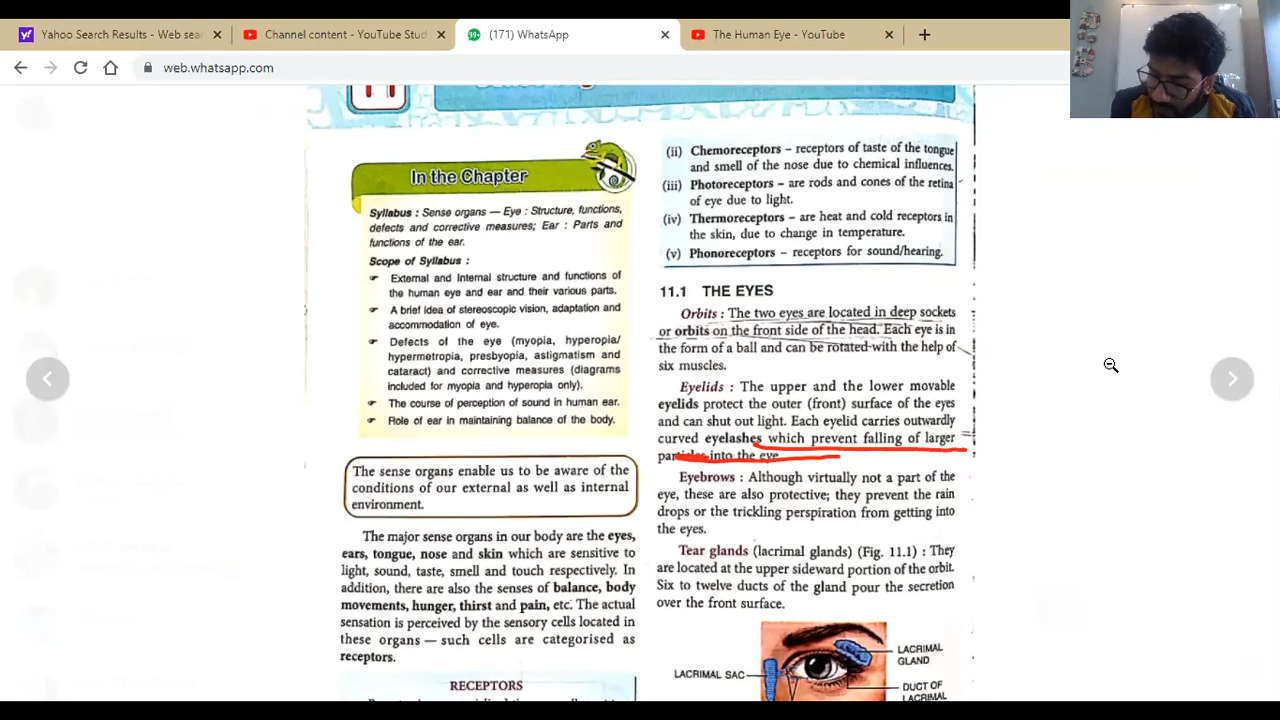 Yahoo Search Results - Web sea
Channel content - YouTube Stud
(171) WhatsApp
The Human Eye - YouTube
web.whatsapp.com
11
In the Chapter
Syllabus : Sense organs — Eye : Structure, functions,
defects and corrective measures; Ear : Parts and
functions of the ear.
Scope of Syllabus :
External and Internal structure and functions of
the human eye and ear and their various parts.
A brief idea of stereoscopic vision, adaptation and
accommodation of eye.
Defects of the eye (myopia, hyperopia/
hypermetropia, presbyopia, astigmatism and
cataract) and corrective measures (diagrams
included for myopia and hyperopia only).
The course of perception of sound in human ear.
Role of ear in maintaining balance of the body.
The sense organs enable us to be aware of the
conditions of our external as well as internal
environment.
The major sense organs in our body are the eyes,
ears, tongue, nose and skin which are sensitive to
light, sound, taste, smell and touch respectively. In
addition, there are also the senses of balance, body
movements, hunger, thirst and pain, etc. The actual
sensation is perceived by the sensory cells located in
these organs — such cells are categorised as
receptors.
RECEPTORS
(ii) Chemoreceptors – receptors of taste of the tongue
and smell of the nose due to chemical influences.
(iii) Photoreceptors – are rods and cones of the retina
of eye due to light.
(iv) Thermoreceptors – are heat and cold receptors in
the skin, due to change in temperature.
(v) Phonoreceptors – receptors for sound/hearing.
11.1 THE EYES
Orbits : The two eyes are located in deep sockets
or orbits on the front side of the head. Each eye is in
the form of a ball and can be rotated with the help of
six muscles.
Eyelids : The upper and the lower movable
eyelids protect the outer (front) surface of the eyes
and can shut out light. Each eyelid carries outwardly
curved eyelashes which prevent falling of larger
particles into the eye
Eyebrows : Although virtually not a part of the
eye, these are also protective; they prevent the rain
drops or the trickling perspiration from getting into
the eyes.
Tear glands (lacrimal glands) (Fig. 11.1) : They
are located at the upper sideward portion of the orbit.
Six to twelve ducts of the gland pour the secretion
over the front surface.
LACRIMAL
GLAND
LACRIMAL SAC
DUCT OF
LACRIMAL